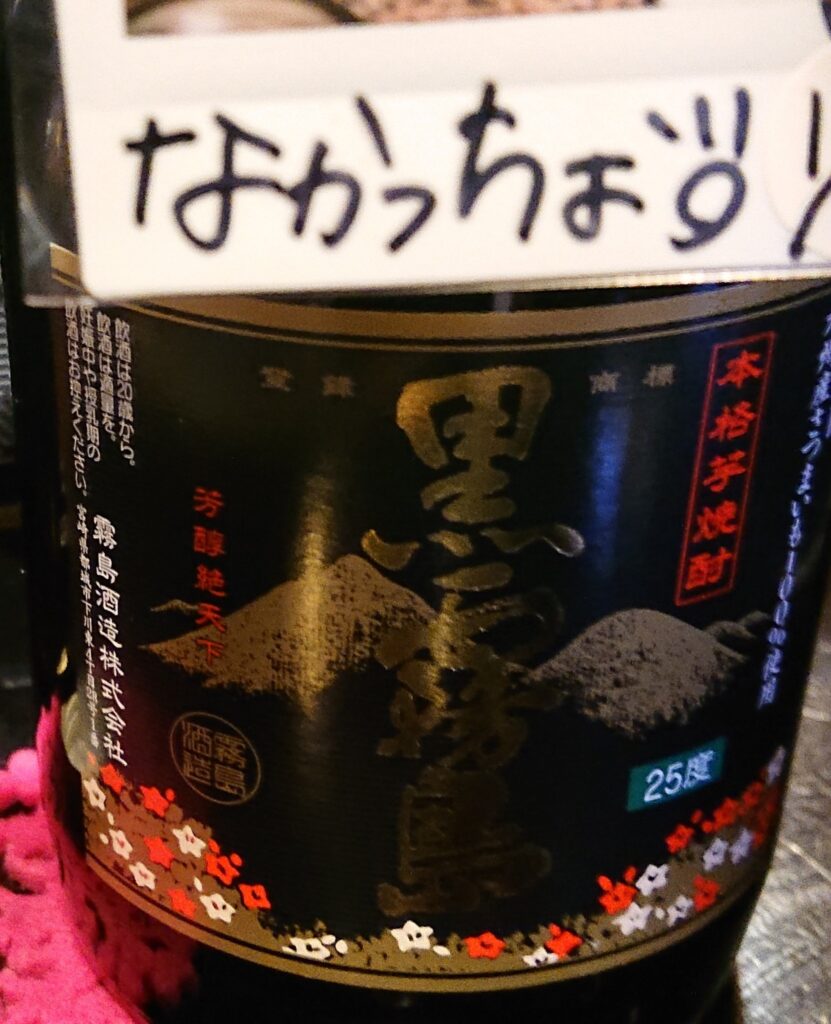 なかっちょ
登録 商標
本格芋焼酎
黒霧島
芳醇絶天下
25度
飲酒は20歳から。
飲酒は適量を。
妊娠中や授乳期の
飲酒はお控えください。
霧島酒造株式会社
霧島
酒造